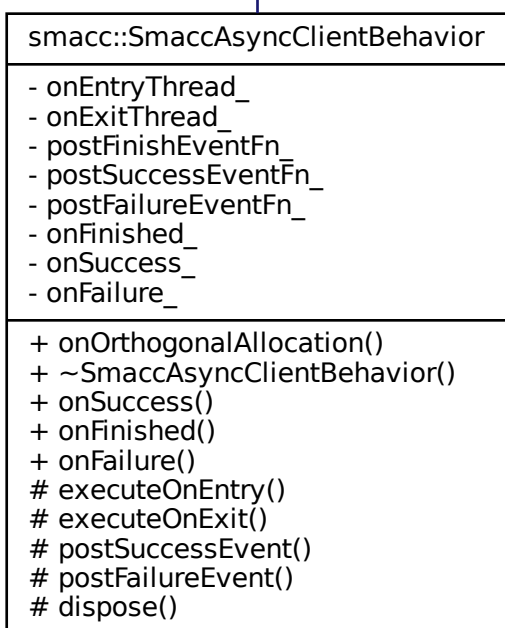 smacc::SmaccAsyncClientBehavior
- onEntryThread_
- onExitThread_
- postFinishEventFn_
- postSuccessEventFn_
- postFailureEventFn_
- onFinished_
- onSuccess_
- onFailure_
+ onOrthogonalAllocation()
+ ~SmaccAsyncClientBehavior()
+ onSuccess()
+ onFinished()
+ onFailure()
# executeOnEntry()
# executeOnExit()
# postSuccessEvent()
# postFailureEvent()
# dispose()